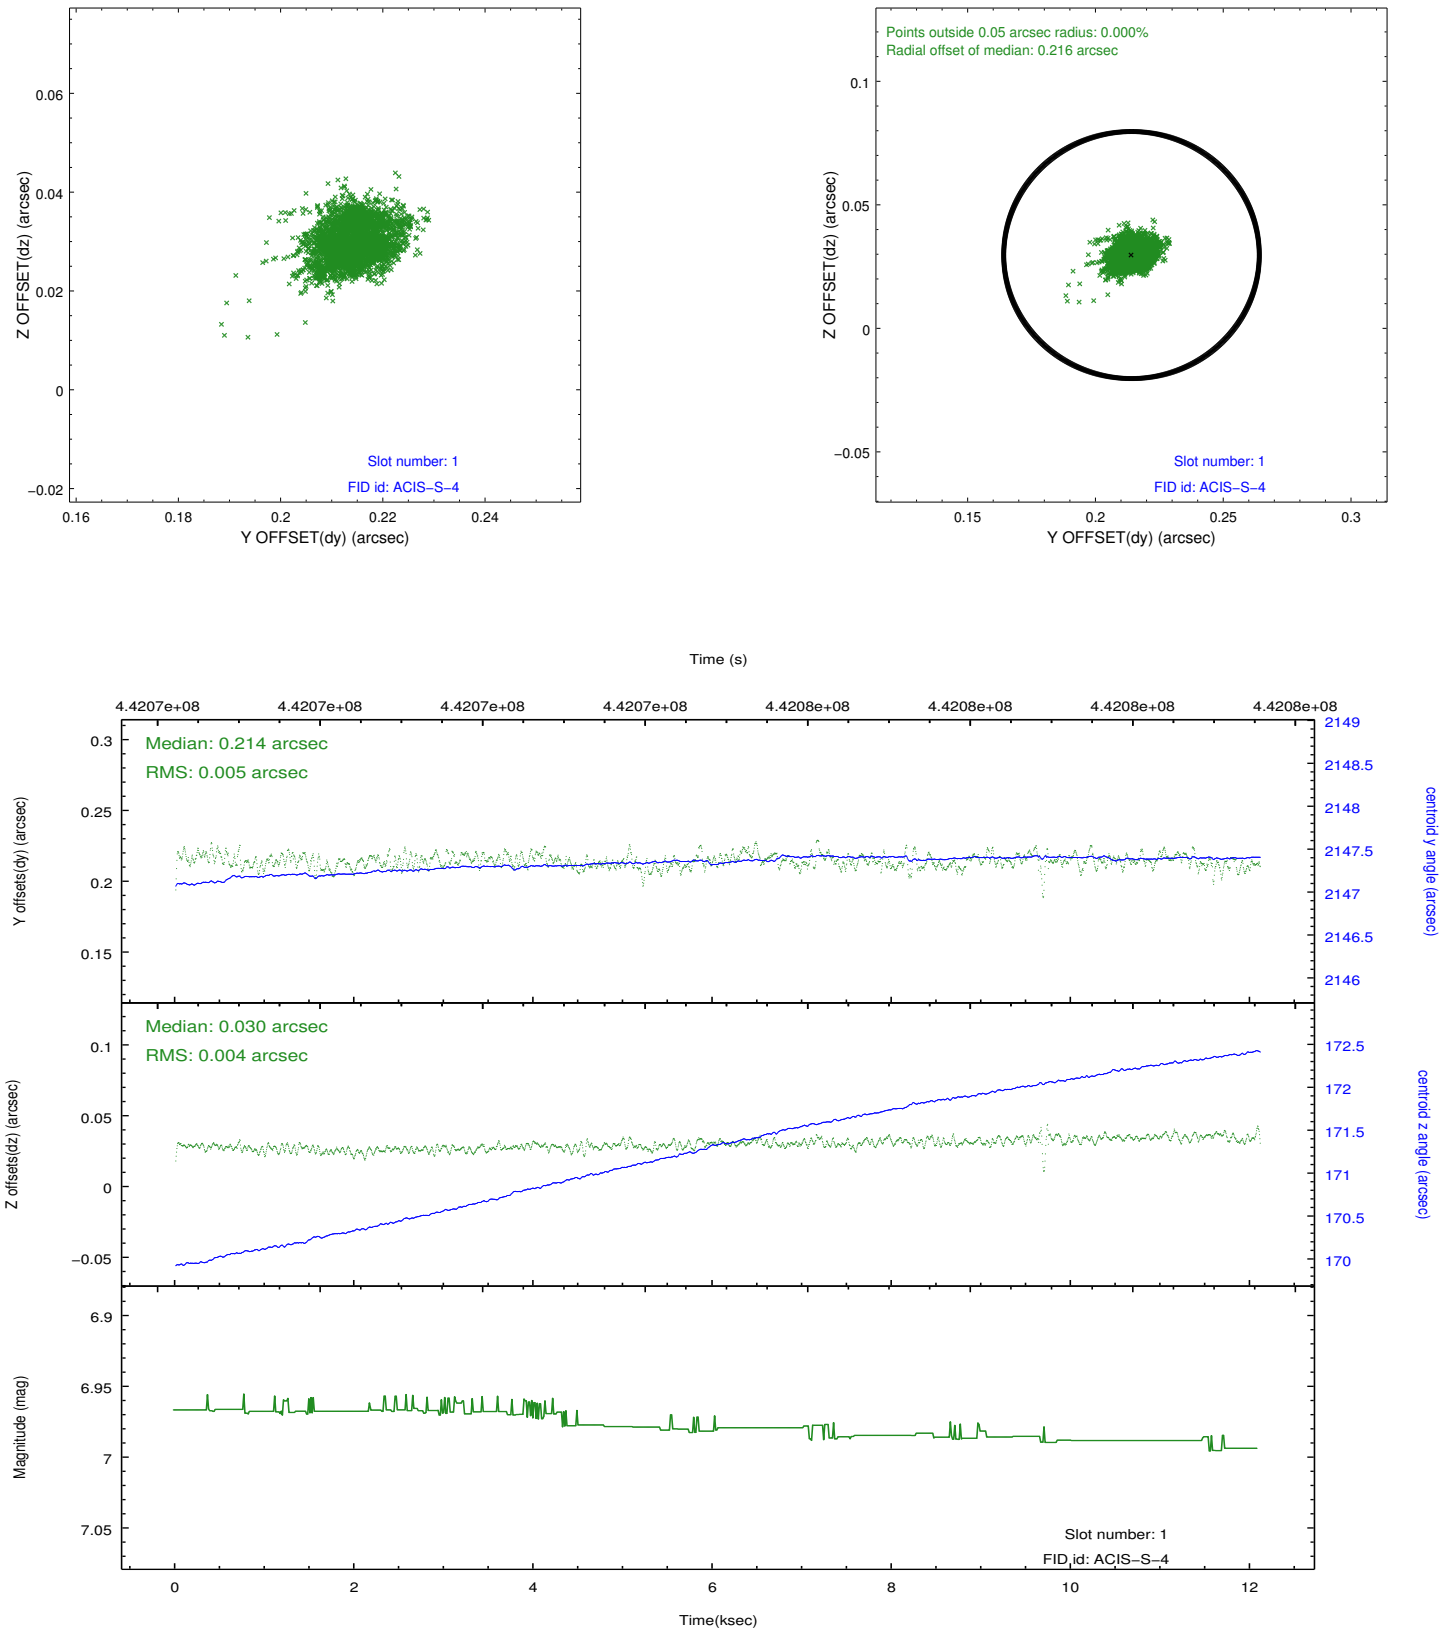 0.06
0.04
0.02
0
−0.02
Z OFFSET(dz) (arcsec)
Slot number: 1
FID id: ACIS−S−4
0.16 0.18 0.2 0.22 0.24
Y OFFSET(dy) (arcsec)
Points outside 0.05 arcsec radius: 0.000%
Radial offset of median: 0.216 arcsec
0.1
0.05
0
−0.05
Z OFFSET(dz) (arcsec)
Slot number: 1
FID id: ACIS−S−4
0.15 0.2 0.25 0.3
Y OFFSET(dy) (arcsec)
Time (s)
4.4207e+08 4.4207e+08 4.4207e+08 4.4207e+08 4.4208e+08 4.4208e+08 4.4208e+08 4.4208e+08
Median: 0.214 arcsec
RMS: 0.005 arcsec
0.3
0.25
0.2
0.15
Y offsets(dy) (arcsec)
2149
2148.5
2148
2147.5
2147
2146.5
2146
centroid y angle (arcsec)
Median: 0.030 arcsec
RMS: 0.004 arcsec
0.1
0.05
0
−0.05
Z offsets(dz) (arcsec)
172.5
172
171.5
171
170.5
170
centroid z angle (arcsec)
6.9
6.95
7
7.05
Magnitude (mag)
Slot number: 1
FID id: ACIS−S−4
0 2 4 6 8 10 12
Time(ksec)